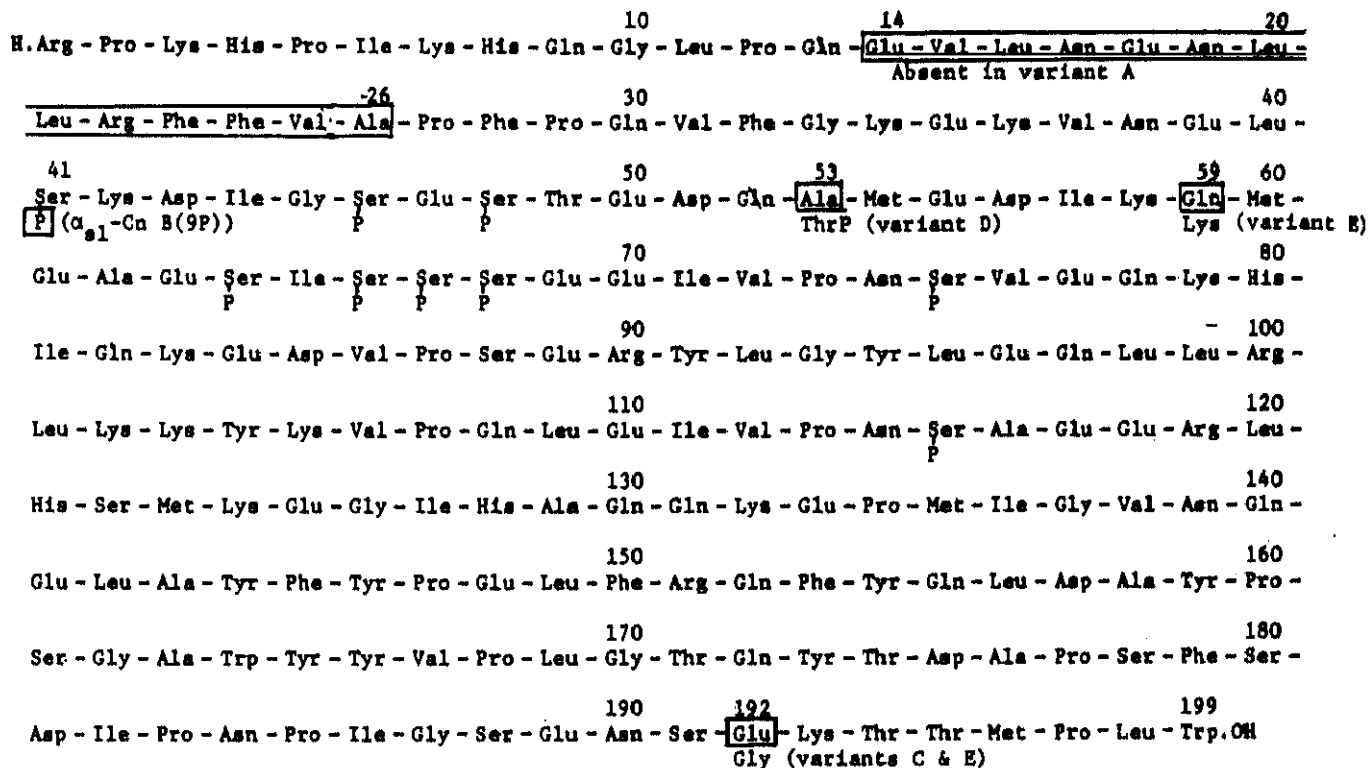 10 14 20
H.Arg - Pro - Lys - His - Pro - Ile - Lys - His - Gln - Gly - Leu - Pro - Gln - Glu - Val - Leu - Asn - Glu - Asn - Leu -
Absent in variant A
-26 30 40
Leu - Arg - Phe - Phe - Val - Ala - Pro - Phe - Pro - Gln - Val - Phe - Gly - Lys - Glu - Lys - Val - Asn - Glu - Leu -
41 50 53 59 60
Ser - Lys - Asp - Ile - Gly - Ser - Glu - Ser - Thr - Glu - Asp - Gln - Ala - Met - Glu - Asp - Ile - Lys - Gln - Met -
P (αs1-Cn B(9P)) P P ThrP (variant D) Lys (variant E)
70 80
Glu - Ala - Glu - Ser - Ile - Ser - Ser - Ser - Glu - Glu - Ile - Val - Pro - Asn - Ser - Val - Glu - Gln - Lys - His -
P P P P P
90 - 100
Ile - Gln - Lys - Glu - Asp - Val - Pro - Ser - Glu - Arg - Tyr - Leu - Gly - Tyr - Leu - Glu - Gln - Leu - Leu - Arg -
110 120
Leu - Lys - Lys - Tyr - Lys - Val - Pro - Gln - Leu - Glu - Ile - Val - Pro - Asn - Ser - Ala - Glu - Glu - Arg - Leu -
P
130 140
His - Ser - Met - Lys - Glu - Gly - Ile - His - Ala - Gln - Gln - Lys - Glu - Pro - Met - Ile - Gly - Val - Asn - Gln -
150 160
Glu - Leu - Ala - Tyr - Phe - Tyr - Pro - Glu - Leu - Phe - Arg - Gln - Phe - Tyr - Gln - Leu - Asp - Ala - Tyr - Pro -
170 180
Ser - Gly - Ala - Trp - Tyr - Tyr - Val - Pro - Leu - Gly - Thr - Gln - Tyr - Thr - Asp - Ala - Pro - Ser - Phe - Ser -
190 192 199
Asp - Ile - Pro - Asn - Pro - Ile - Gly - Ser - Glu - Asn - Ser - Glu - Lys - Thr - Thr - Met - Pro - Leu - Trp.OH
Gly (variants C & E)